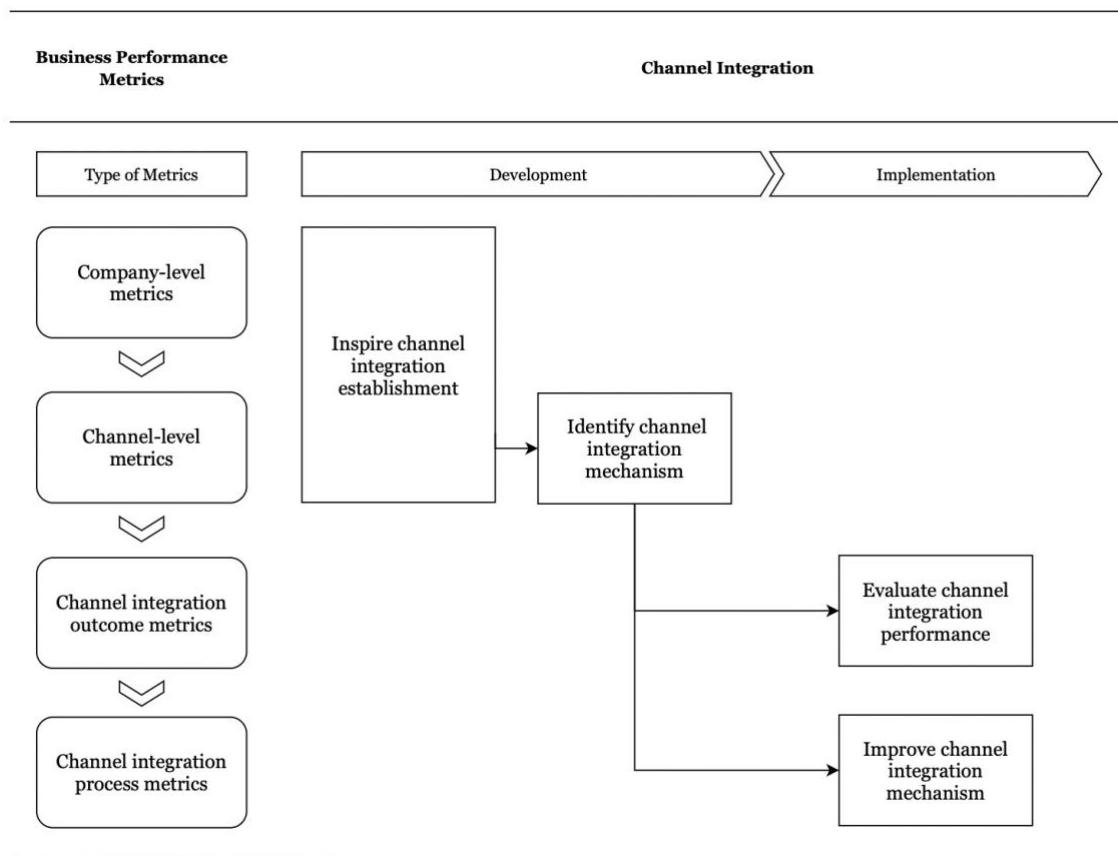 Business Performance
Metrics
Channel Integration
Type of Metrics
Development
Implementation
Company-level
metrics
Inspire channel
integration
establishment
Channel-level
metrics
Identify channel
integration
mechanism
Channel integration
outcome metrics
Evaluate channel
integration
performance
Channel integration
process metrics
Improve channel
integration
mechanism